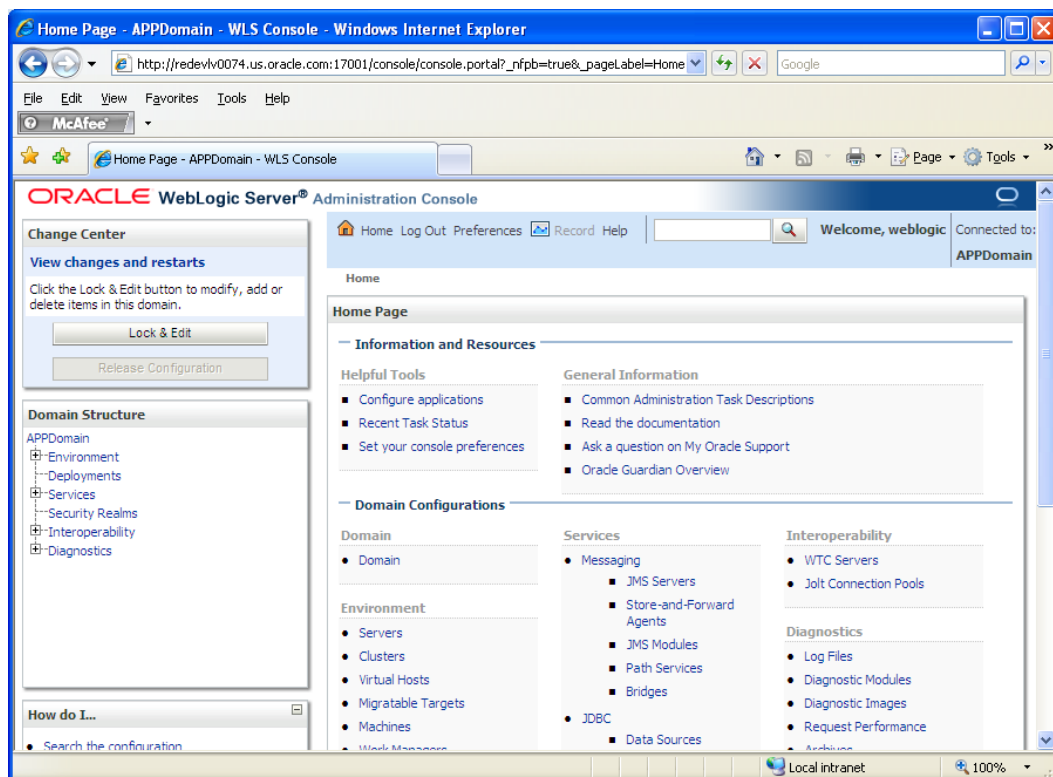 Home Page - APPDomain - WLS Console - Windows Internet Explorer
http://redevlv0074.us.oracle.com:17001/console/console.portal?_nfpb=true&_pageLabel=Home
Google
File Edit View Favorites Tools Help
McAfee
Home Page - APPDomain - WLS Console
Page
Tools
»
ORACLE WebLogic Server® Administration Console
Change Center
View changes and restarts
Click the Lock & Edit button to modify, add or
delete items in this domain.
Lock & Edit
Release Configuration
Domain Structure
APPDomain
Environment
Deployments
Services
Security Realms
Interoperability
Diagnostics
How do I...
Search the configuration
Home Log Out Preferences Record Help
Welcome, weblogic
Connected to:
APPDomain
Home
Home Page
Information and Resources
Helpful Tools
Configure applications
Recent Task Status
Set your console preferences
General Information
Common Administration Task Descriptions
Read the documentation
Ask a question on My Oracle Support
Oracle Guardian Overview
Domain Configurations
Domain
Domain
Environment
Servers
Clusters
Virtual Hosts
Migratable Targets
Machines
Work Managers
Services
Messaging
JMS Servers
Store-and-Forward
Agents
JMS Modules
Path Services
Bridges
JDBC
Data Sources
Interoperability
WTC Servers
Jolt Connection Pools
Diagnostics
Log Files
Diagnostic Modules
Diagnostic Images
Request Performance
Archives
Local intranet
100%